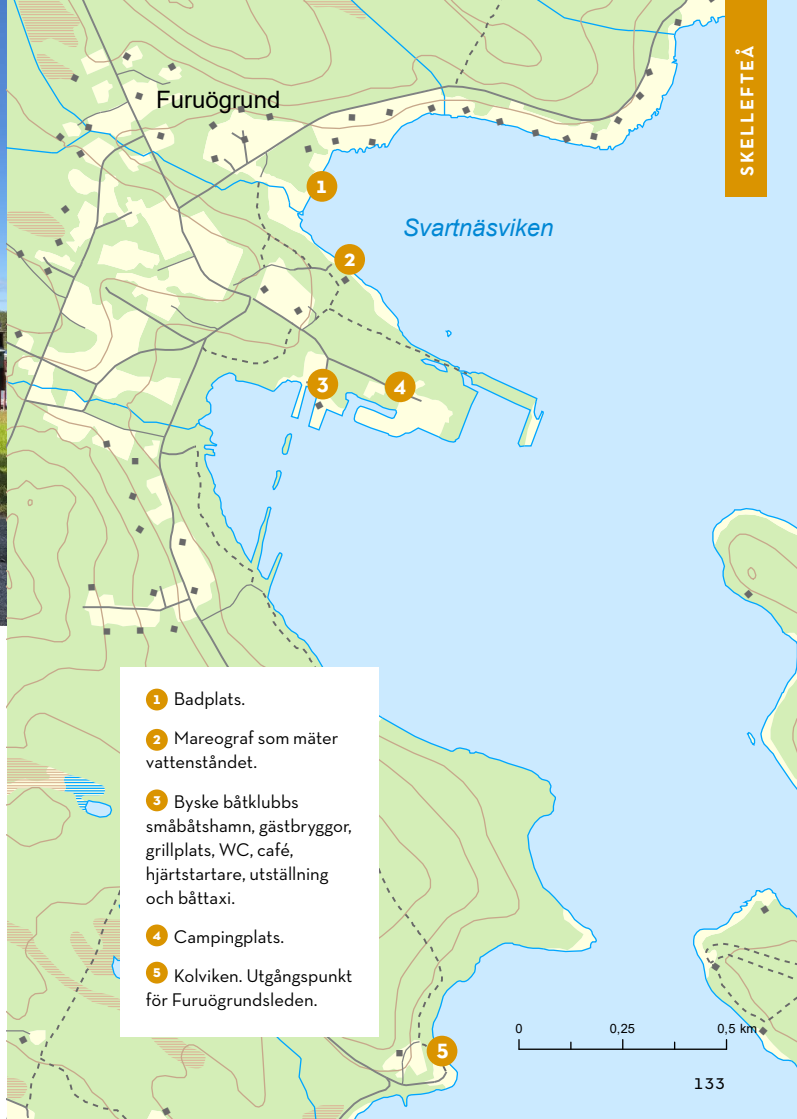 SKELLEFTEÅ
Furuögrund
1
Svartnäsviken
2
3
4
1 Badplats.
2 Mareograf som mäter
vattenståndet.
3 Byske båtklubbs
småbåtshamn, gästbryggor,
grillplats, WC, café,
hjärtstartare, utställning
och båttaxi.
4 Campingplats.
5 Kolviken. Utgångspunkt
för Furuögrundsleden.
5
0 0,25 0,5 km
133